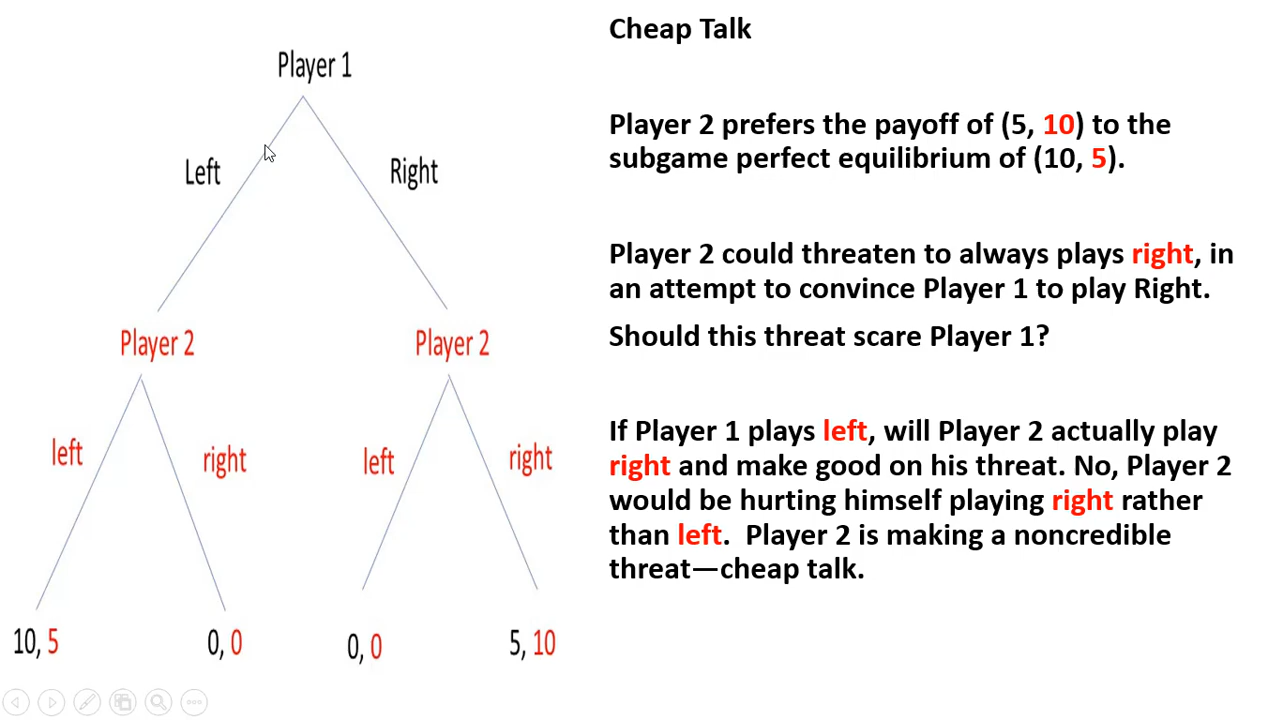 Cheap Talk
Player 2 prefers the payoff of (5, 10) to the
subgame perfect equilibrium of (10, 5).
Player 2 could threaten to always plays right, in
an attempt to convince Player 1 to play Right.
Should this threat scare Player 1?
If Player 1 plays left, will Player 2 actually play
right and make good on his threat. No, Player 2
would be hurting himself playing right rather
than left.  Player 2 is making a noncredible
threat—cheap talk.
Player 1
Left
Right
Player 2
Player 2
left
right
left
right
10, 5
0, 0
0, 0
5, 10